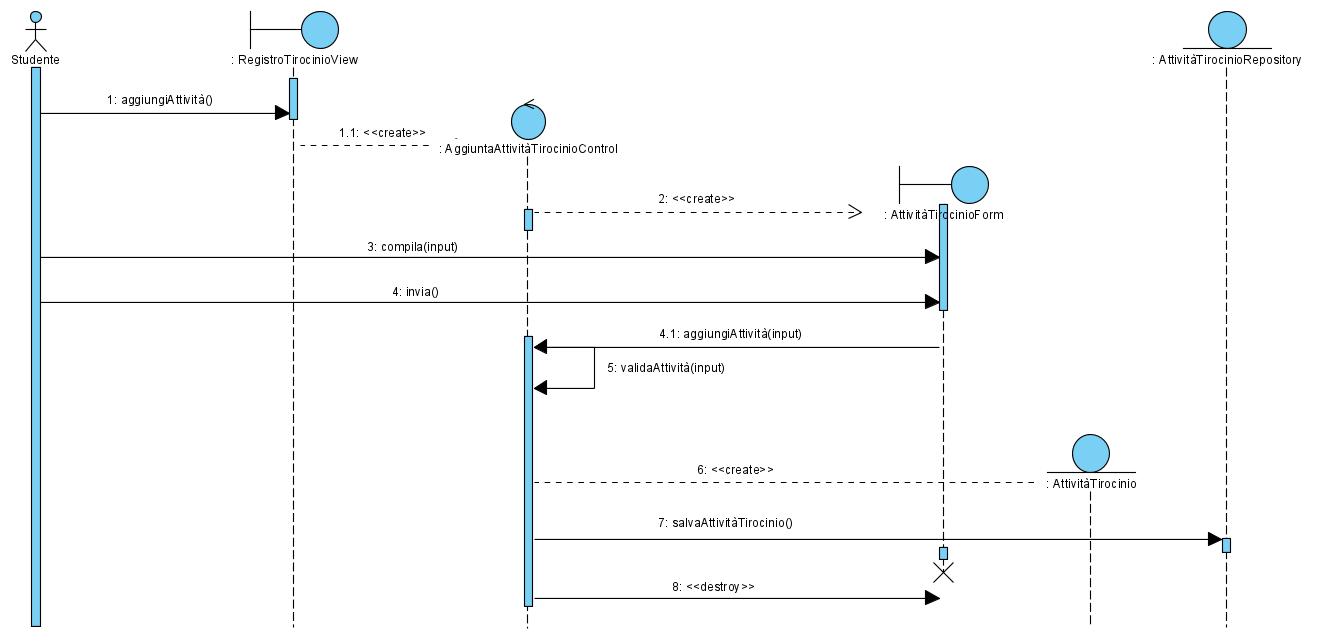 Studente
: RegistroTirocinioView
: AttivitàTirocinioRepository
1: aggiungiAttività()
1.1: <<create>>
: AggiuntaAttivitàTirocinioControl
2: <<create>>
: AttivitàTirocinioForm
3: compila(input)
4: invia()
4.1: aggiungiAttività(input)
5: validaAttività(input)
6: <<create>>
: AttivitàTirocinio
7: salvaAttivitàTirocinio()
8: <<destroy>>